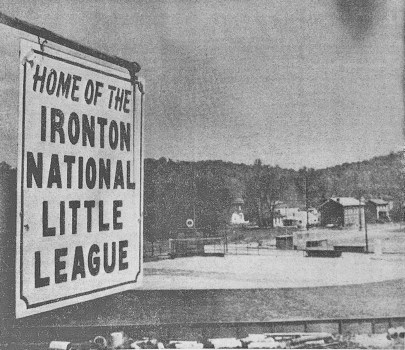 HOME OF THE
IRONTON
NATIONAL
LITTLE
LEAGUE